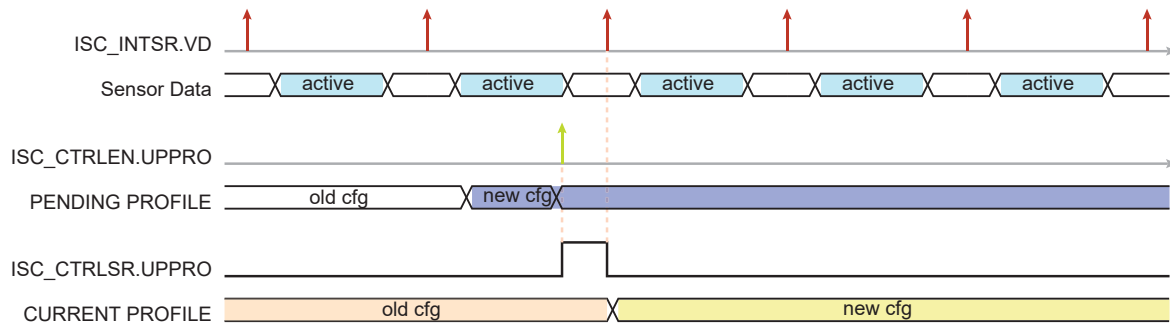 ISC_INTSR.VD
Sensor Data active active active active active
ISC_CTRLEN.UPPRO
PENDING PROFILE old cfg new cfg
ISC_CTRLSR.UPPRO
CURRENT PROFILE old cfg new cfg